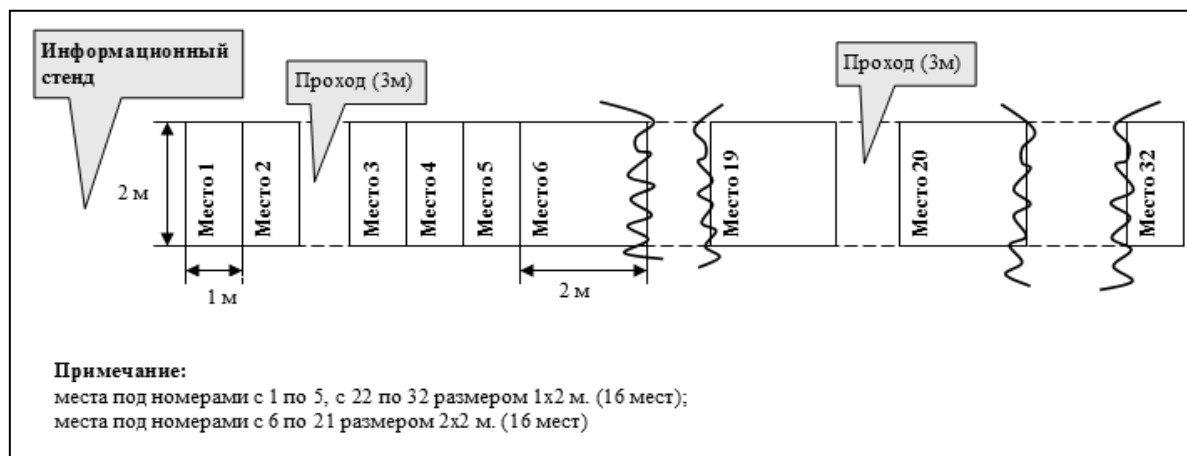 Информационный
стенд
Проход (3м)
Проход (3м)
2 м
Место 1
Место 2
Место 3
Место 4
Место 5
Место 6
Место 19
Место 20
Место 32
1 м
2 м
Примечание:
места под номерами с 1 по 5, с 22 по 32 размером 1х2 м. (16 мест);
места под номерами с 6 по 21 размером 2х2 м. (16 мест)